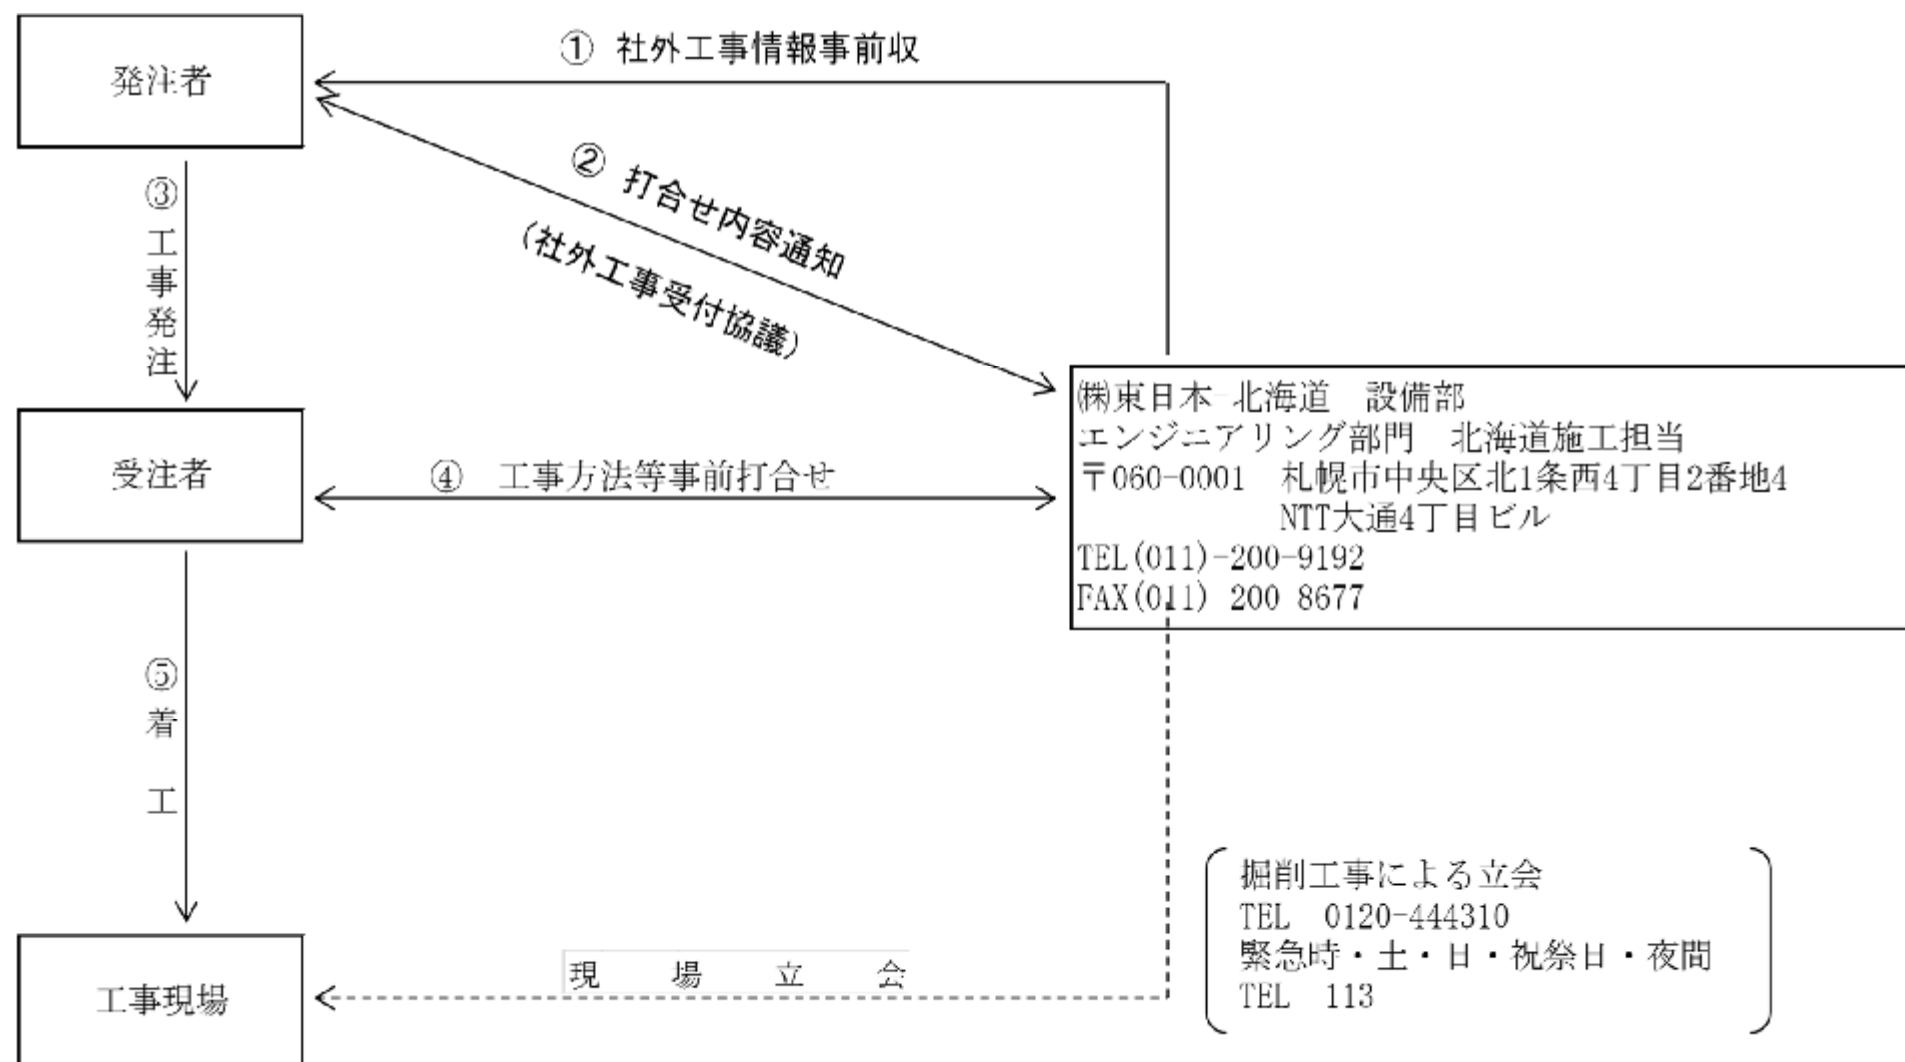 ① 社外工事情報事前収
発注者
② 打合せ内容通知
(社外工事受付協議)
③工事発注
㈱東日本-北海道　設備部
エンジニアリング部門　北海道施工担当
〒060-0001　札幌市中央区北1条西4丁目2番地4
NTT大通4丁目ビル
TEL(011)-200-9192
FAX(011) 200 8677
受注者
④　工事方法等事前打合せ
⑤着　工
掘削工事による立会
TEL　0120-444310
緊急時・土・日・祝祭日・夜間
TEL　113
現　場　立　会
工事現場